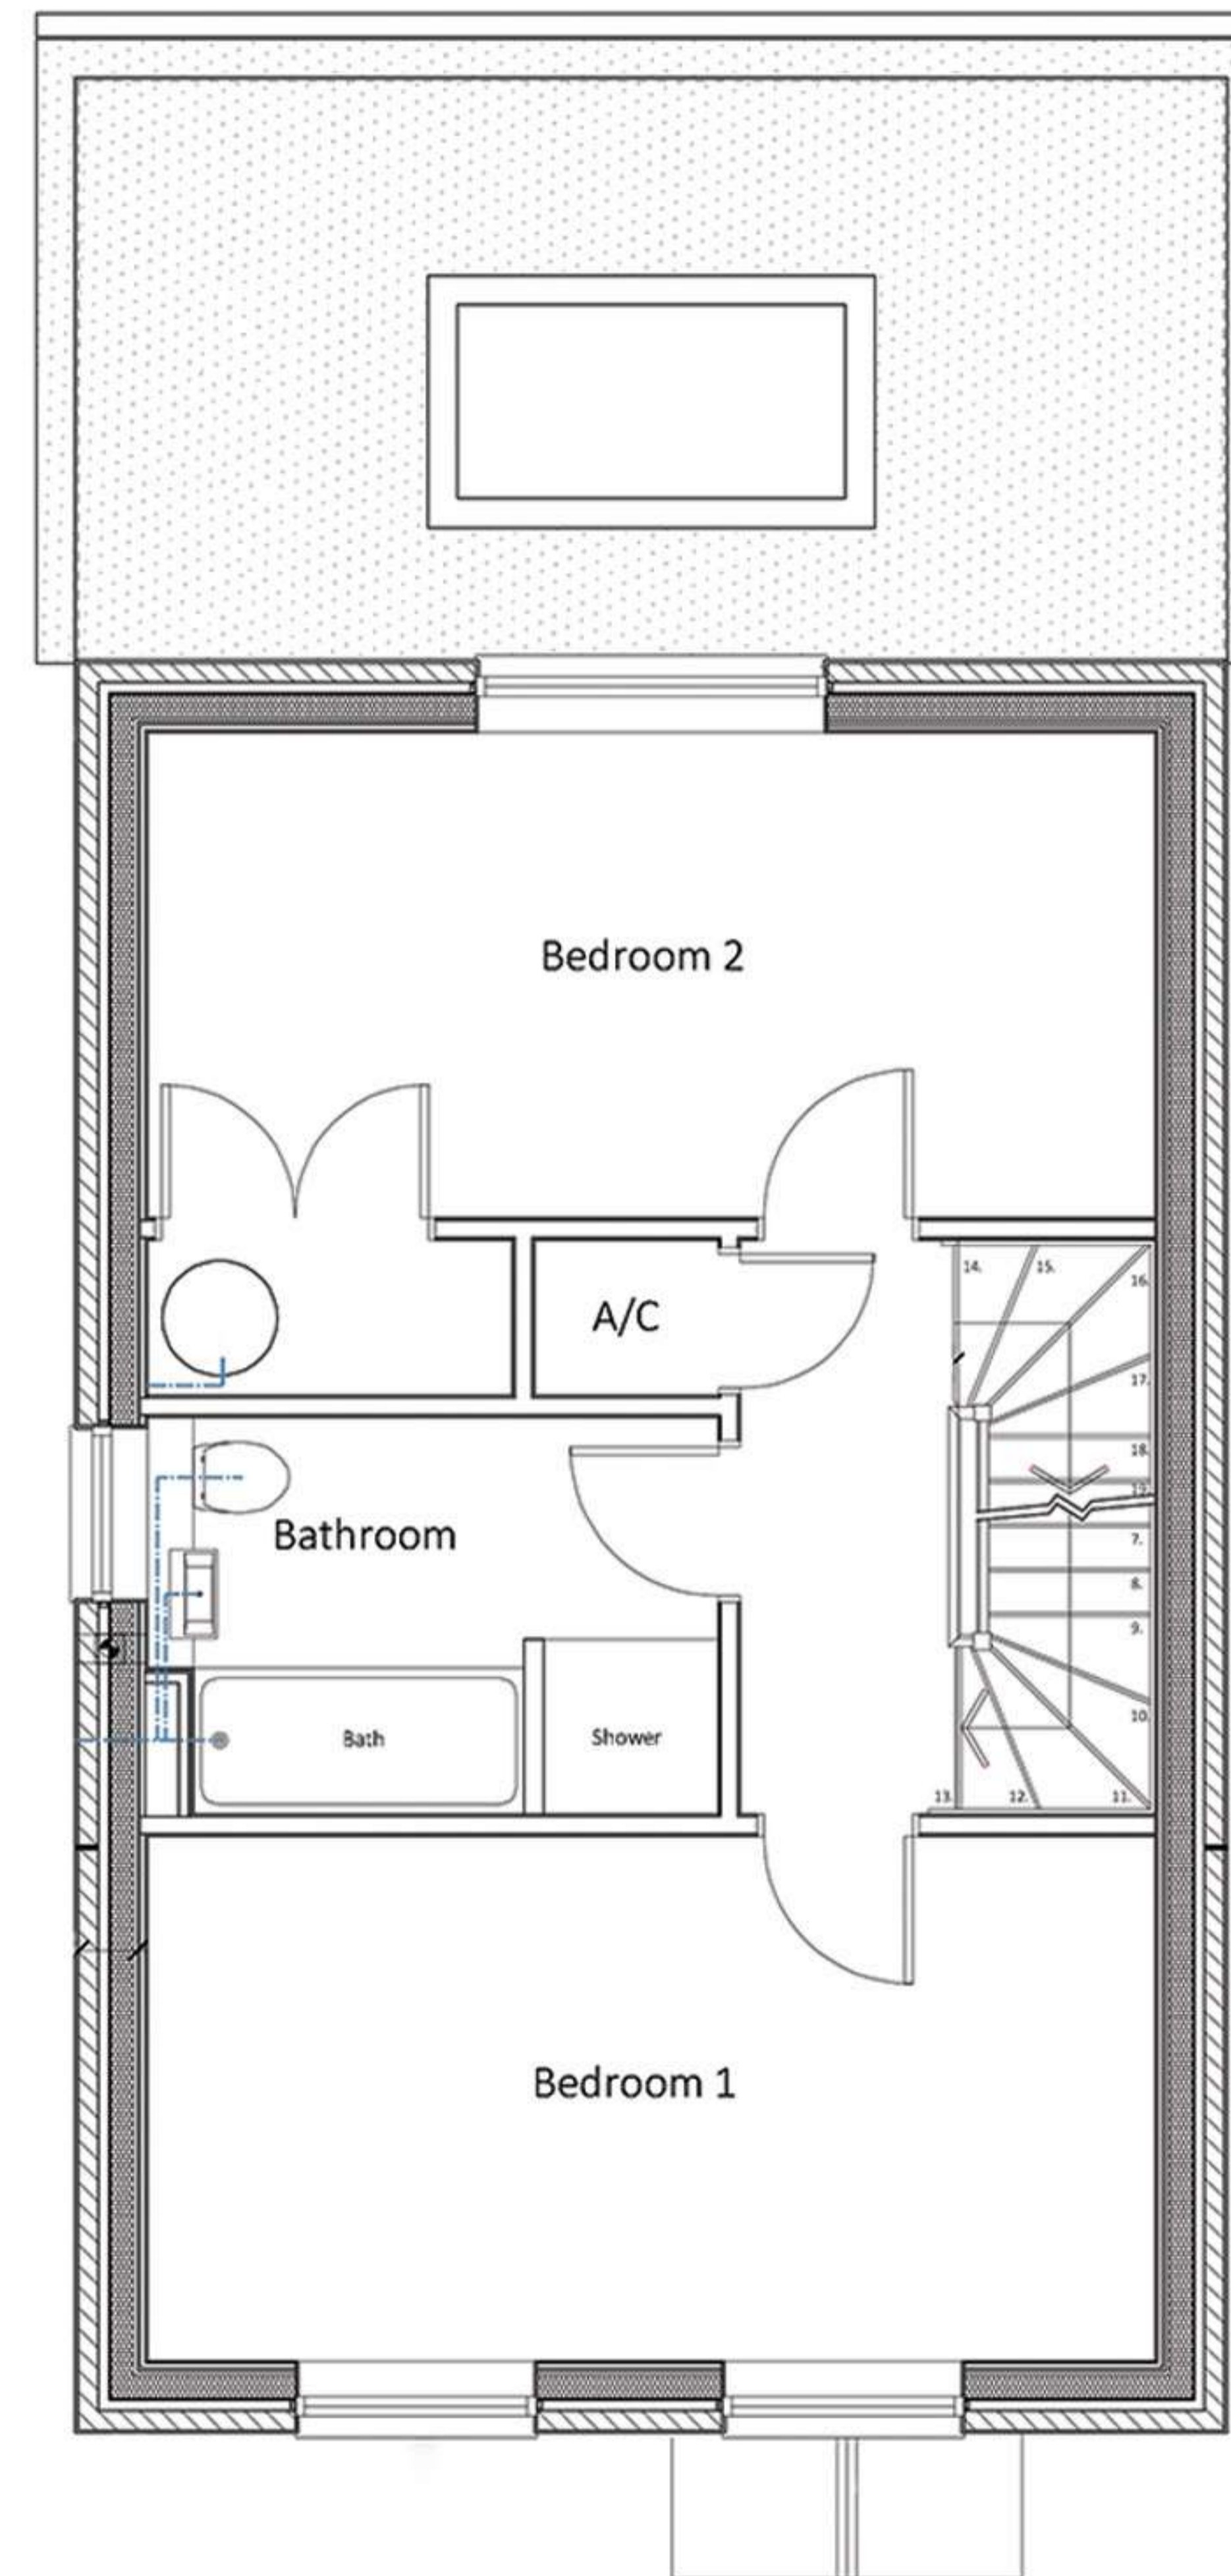 Bedroom 2
A/C
14.
15.
16.
17.
18.
19.
Bathroom
7.
8.
9.
10.
Bath
Shower
13.
12.
11.
Bedroom 1